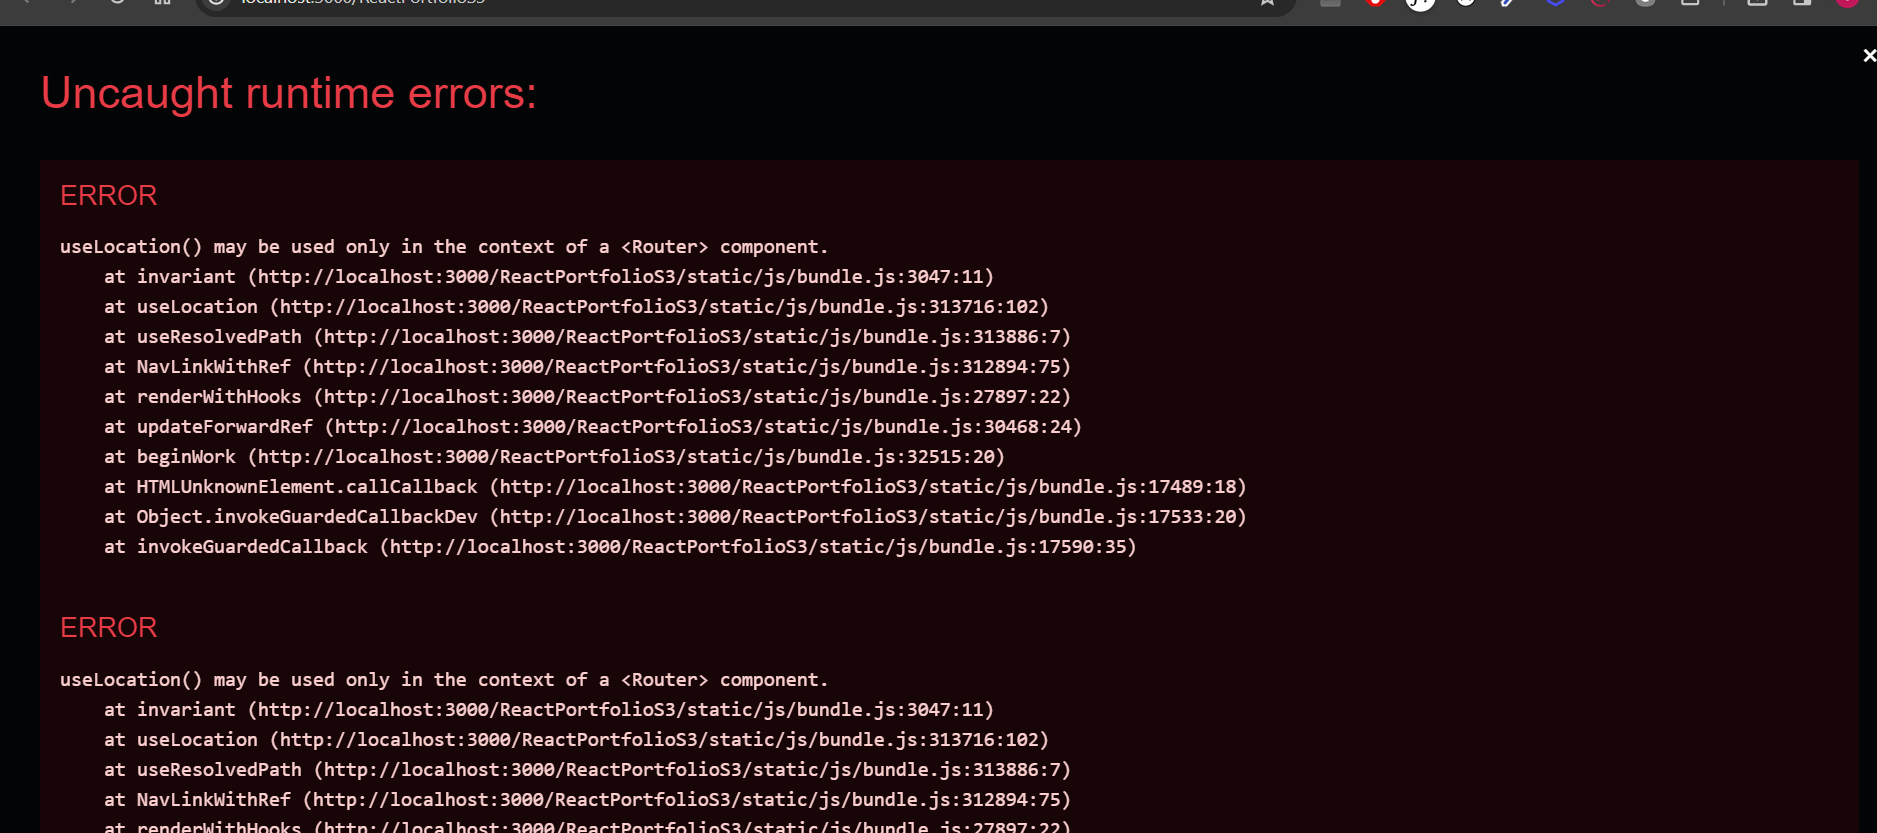 localhost:3000/ReactPortfolioS3
Uncaught runtime errors:
ERROR
useLocation() may be used only in the context of a <Router> component.
at invariant (http://localhost:3000/ReactPortfolioS3/static/js/bundle.js:3047:11)
at useLocation (http://localhost:3000/ReactPortfolioS3/static/js/bundle.js:313716:102)
at useResolvedPath (http://localhost:3000/ReactPortfolioS3/static/js/bundle.js:313886:7)
at NavLinkWithRef (http://localhost:3000/ReactPortfolioS3/static/js/bundle.js:312894:75)
at renderWithHooks (http://localhost:3000/ReactPortfolioS3/static/js/bundle.js:27897:22)
at updateForwardRef (http://localhost:3000/ReactPortfolioS3/static/js/bundle.js:30468:24)
at beginWork (http://localhost:3000/ReactPortfolioS3/static/js/bundle.js:32515:20)
at HTMLUnknownElement.callCallback (http://localhost:3000/ReactPortfolioS3/static/js/bundle.js:17489:18)
at Object.invokeGuardedCallbackDev (http://localhost:3000/ReactPortfolioS3/static/js/bundle.js:17533:20)
at invokeGuardedCallback (http://localhost:3000/ReactPortfolioS3/static/js/bundle.js:17590:35)
ERROR
useLocation() may be used only in the context of a <Router> component.
at invariant (http://localhost:3000/ReactPortfolioS3/static/js/bundle.js:3047:11)
at useLocation (http://localhost:3000/ReactPortfolioS3/static/js/bundle.js:313716:102)
at useResolvedPath (http://localhost:3000/ReactPortfolioS3/static/js/bundle.js:313886:7)
at NavLinkWithRef (http://localhost:3000/ReactPortfolioS3/static/js/bundle.js:312894:75)
at renderWithHooks (http://localhost:3000/ReactPortfolioS3/static/js/bundle.js:27897:22)